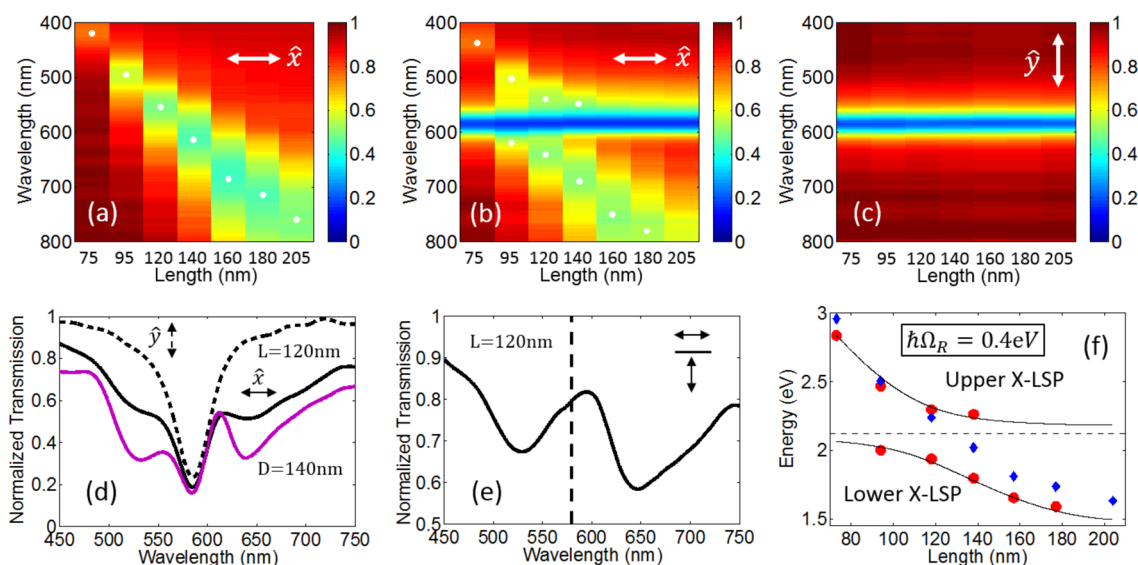 400
500
600
700
800
Wavelength (nm)
75 95 120 140 160 180 205
Length (nm)
(a)
x̂
1
0.8
0.6
0.4
0.2
0
400
500
600
700
800
Wavelength (nm)
75 95 120 140 160 180 205
Length (nm)
(b)
x̂
1
0.8
0.6
0.4
0.2
0
400
500
600
700
800
Wavelength (nm)
75 95 120 140 160 180 205
Length (nm)
(c)
ŷ
1
0.8
0.6
0.4
0.2
0
1
0.8
0.6
0.4
0.2
0
Normalized Transmission
450 500 550 600 650 700 750
Wavelength (nm)
ŷ
L=120nm
x̂
D=140nm
(d)
1
0.9
0.8
0.7
0.6
0.5
Normalized Transmission
450 500 550 600 650 700 750
Wavelength (nm)
L=120nm
(e)
3
2.5
2
1.5
Energy (eV)
80 100 120 140 160 180 200
Length (nm)
ℏΩ_R = 0.4eV
(f)
Upper X-LSP
Lower X-LSP